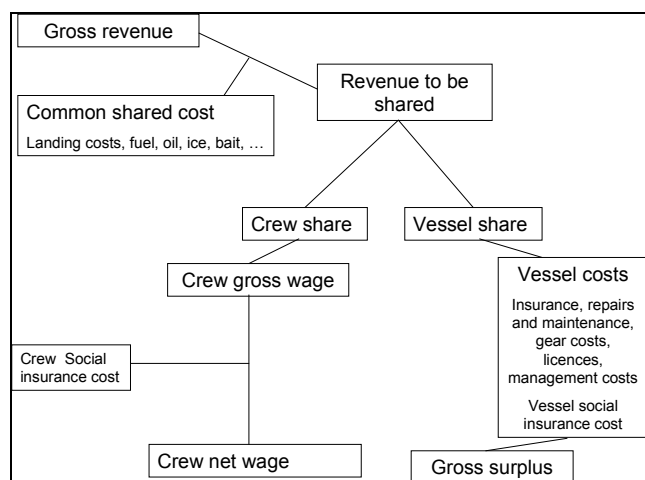 Gross revenue
Revenue to be
shared
Common shared cost
Landing costs, fuel, oil, ice, bait, …
Crew share
Vessel share
Crew gross wage
Vessel costs
Insurance, repairs
and maintenance,
gear costs,
licences,
management costs
Vessel social
insurance cost
Crew Social
insurance cost
Crew net wage
Gross surplus